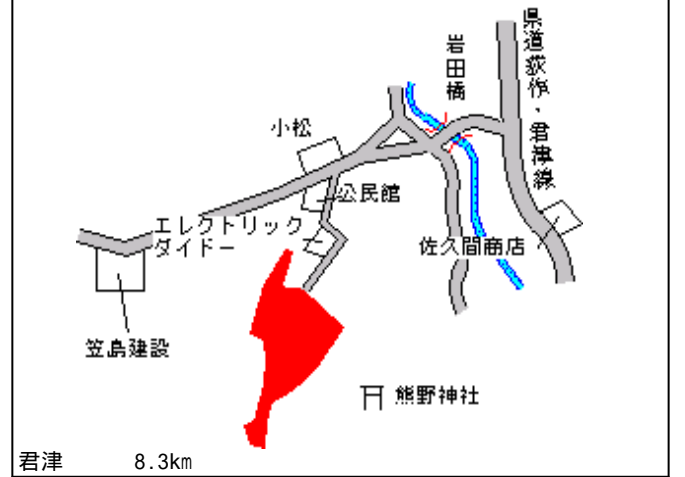 県道荻作・君津線
岩田橋
小松
公民館
エレクトリック
ダイドー
佐久間商店
笠島建設
熊野神社
君津 8.3km